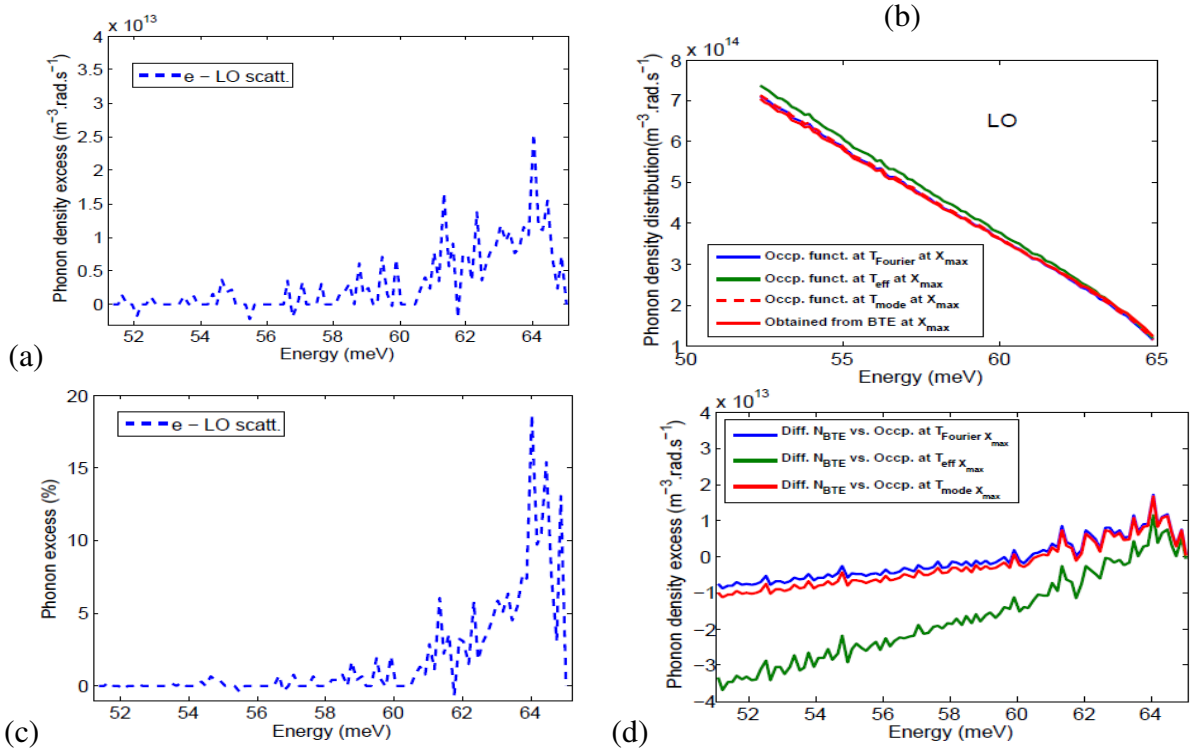 × 10¹³
4
3.5
3
2.5
2
1.5
1
0.5
0
Phonon density excess (m⁻³.rad.s⁻¹)
e − LO scatt.
52 54 56 58 60 62 64
Energy (meV)
(a)
(b)
× 10¹⁴
8
7
6
5
4
3
2
1
Phonon density distribution(m⁻³.rad.s⁻¹)
LO
Occp. funct. at T_Fourier at X_max
Occp. funct. at T_eff at X_max
Occp. funct. at T_mode at X_max
Obtained from BTE at X_max
50 55 60 65
Energy (meV)
20
15
10
5
0
Phonon excess (%)
e − LO scatt.
52 54 56 58 60 62 64
Energy (meV)
(c)
× 10¹³
4
3
2
1
0
−1
−2
−3
−4
Phonon density excess (m⁻³.rad.s⁻¹)
Diff. N_BTE vs. Occp. at T_Fourier X_max
Diff. N_BTE vs. Occp. at T_eff X_max
Diff. N_BTE vs. Occp. at T_mode X_max
52 54 56 58 60 62 64
Energy (meV)
(d)